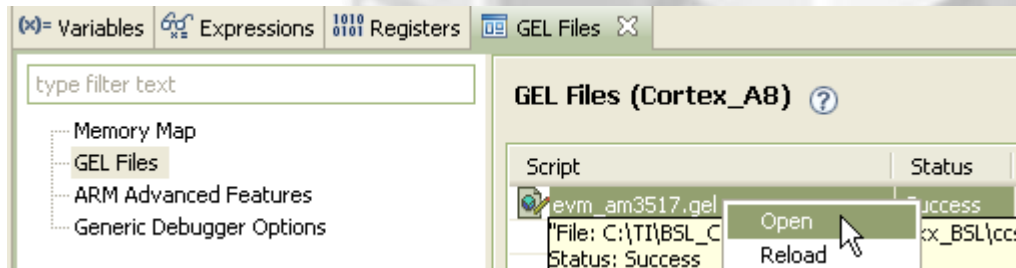 (x)= Variables Expressions 1010 0101 Registers GEL Files
type filter text
Memory Map
GEL Files
ARM Advanced Features
Generic Debugger Options
GEL Files (Cortex_A8) ?
Script Status
evm_am3517.gel Success
Open
Reload
"File: C:\TI\BSL_C xx_BSL\ccs
Status: Success